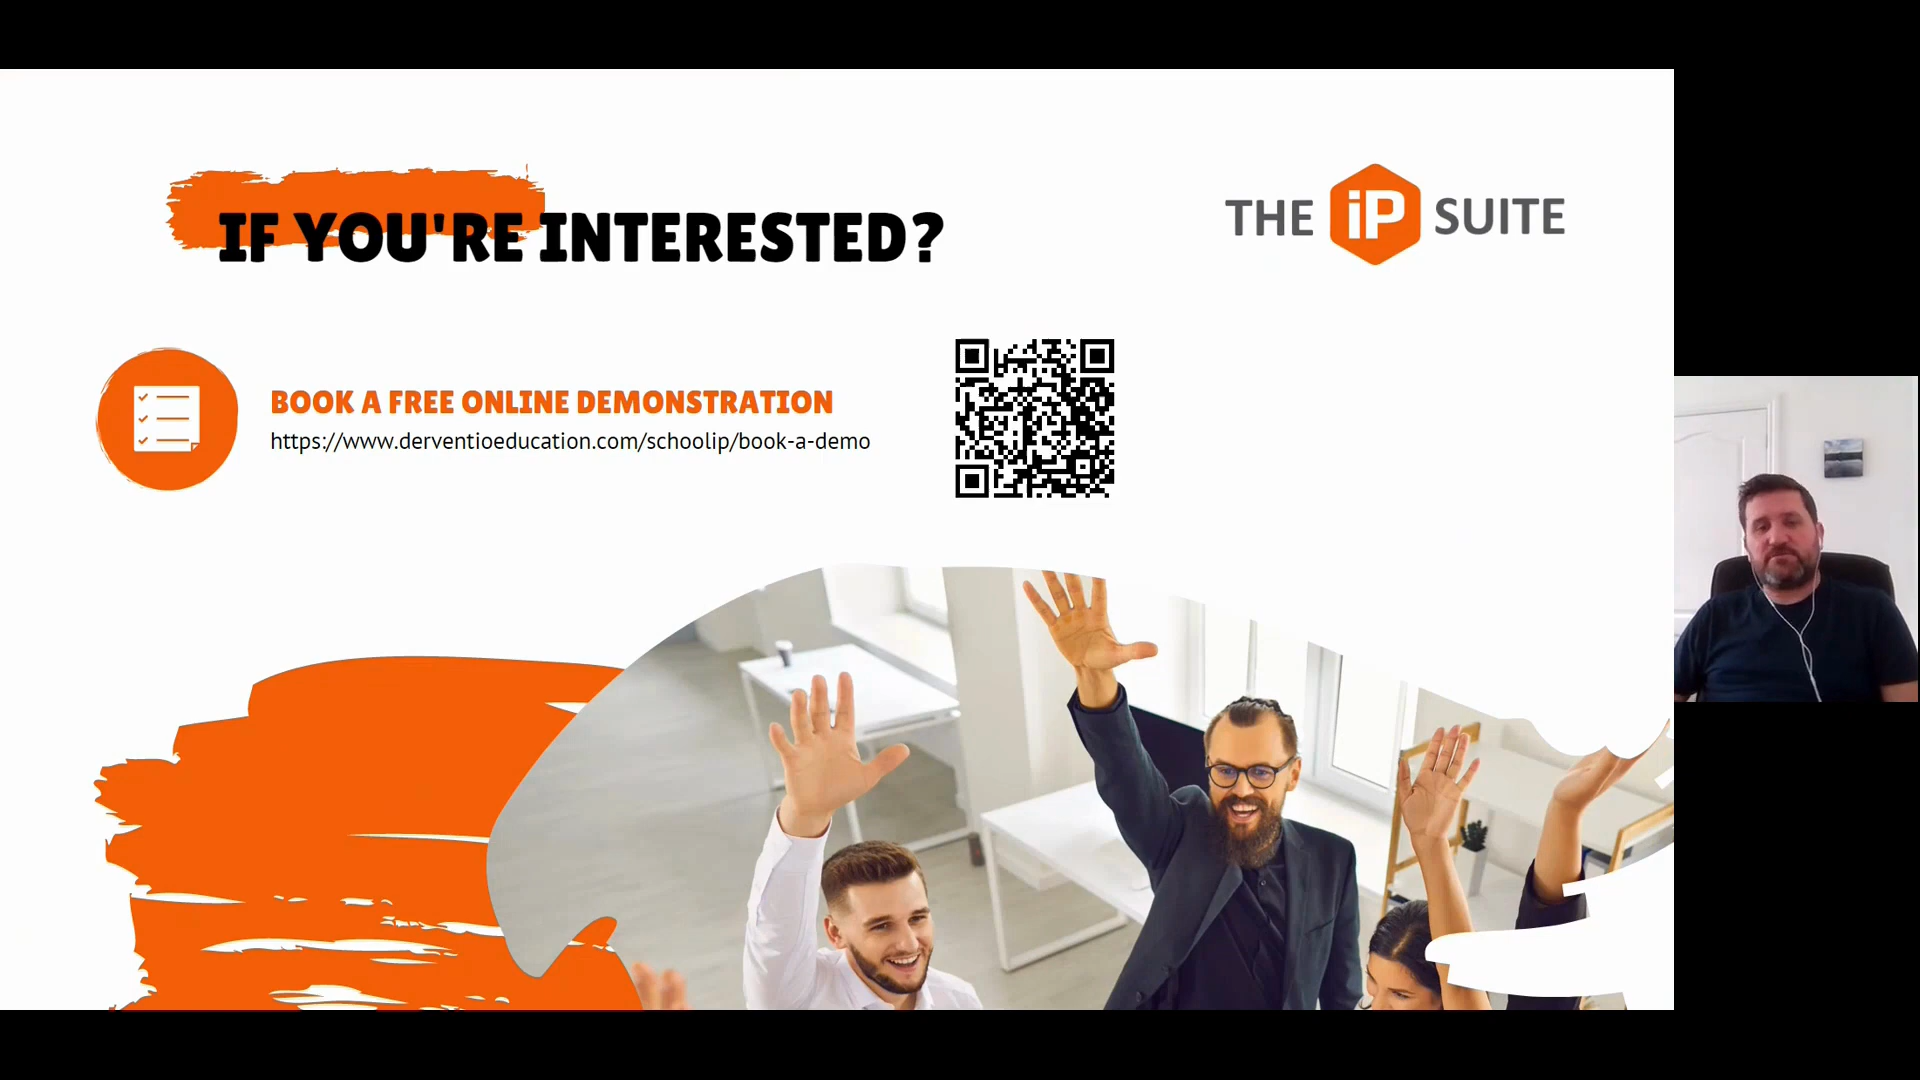 IF YOU'RE INTERESTED?
THE iP SUITE
BOOK A FREE ONLINE DEMONSTRATION
https://www.derventioeducation.com/schoolip/book-a-demo